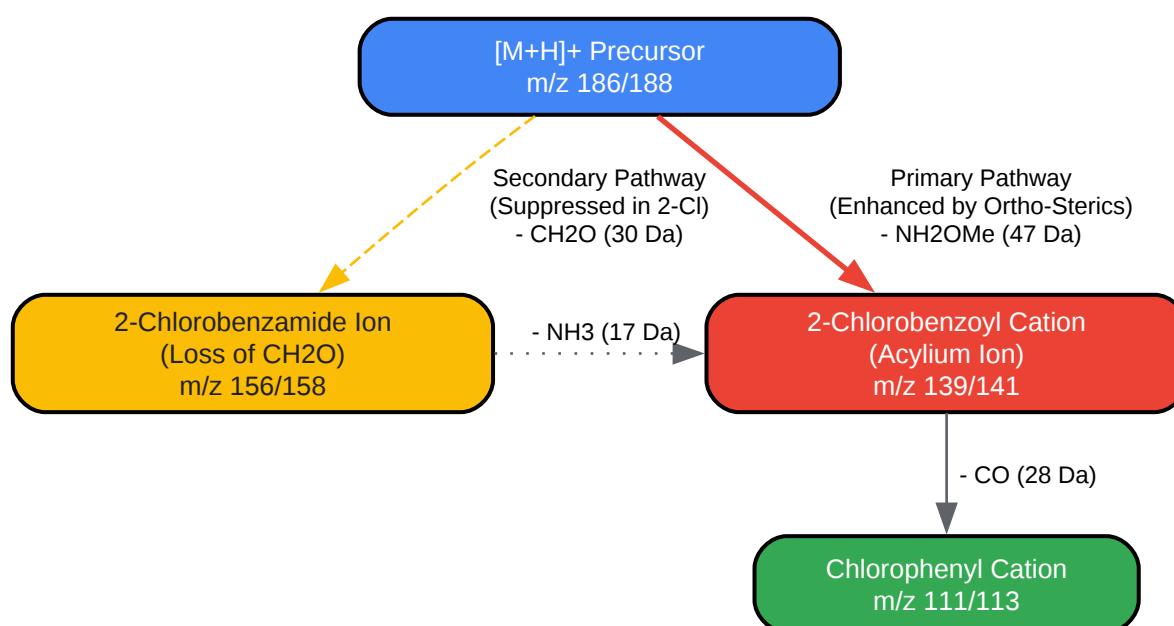 [M+H]+ Precursor
m/z 186/188
Secondary Pathway
(Suppressed in 2-Cl)
- CH2O (30 Da)
Primary Pathway
(Enhanced by Ortho-Sterics)
- NH2OMe (47 Da)
2-Chlorobenzamide Ion
(Loss of CH2O)
m/z 156/158
- NH3 (17 Da)
2-Chlorobenzoyl Cation
(Acylium Ion)
m/z 139/141
- CO (28 Da)
Chlorophenyl Cation
m/z 111/113